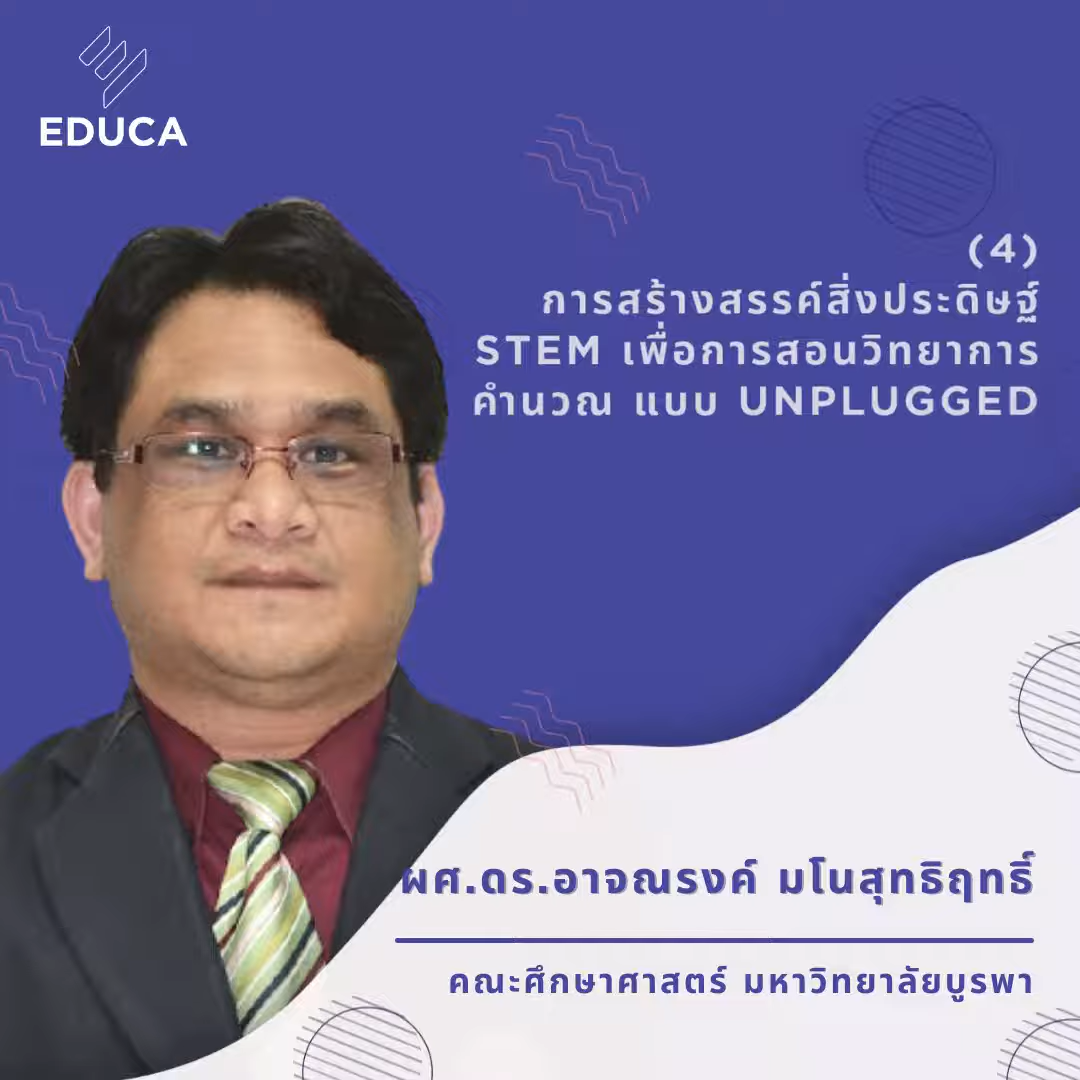 EDUCA
(4)
การสร้างสรรค์สิ่งประดิษฐ์
STEM เพื่อการสอนวิทยาการ
คำนวณ แบบ UNPLUGGED
ผศ.ดร.อาจณรงค์ มโนสุทธิฤทธิ์
คณะศึกษาศาสตร์ มหาวิทยาลัยบูรพา